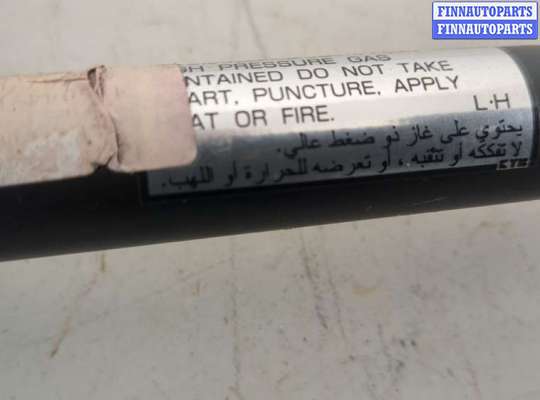 FINNAUTOPARTS
FINNAUTOPARTS
PRESSURE GAS
NTAINED DO NOT TAKE
ART, PUNCTURE, APPLY
AT OR FIRE.
L·H
يحتوي على غاز ذو ضغط عالي.
لا تفككه أو تثقبه، أو تعرضه للحرارة أو اللهب.
KYB